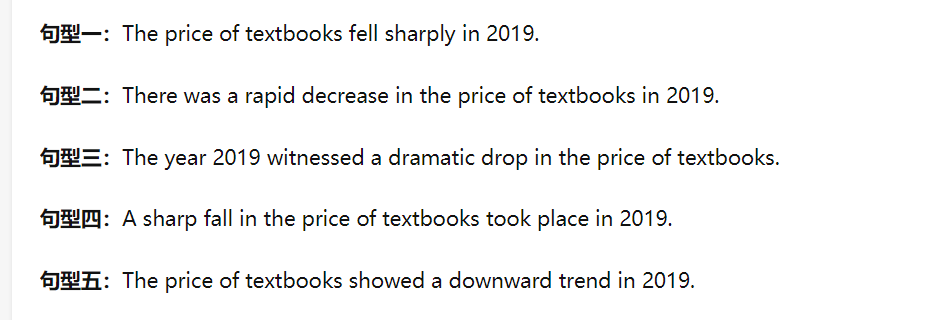 句型一：The price of textbooks fell sharply in 2019.
句型二：There was a rapid decrease in the price of textbooks in 2019.
句型三：The year 2019 witnessed a dramatic drop in the price of textbooks.
句型四：A sharp fall in the price of textbooks took place in 2019.
句型五：The price of textbooks showed a downward trend in 2019.